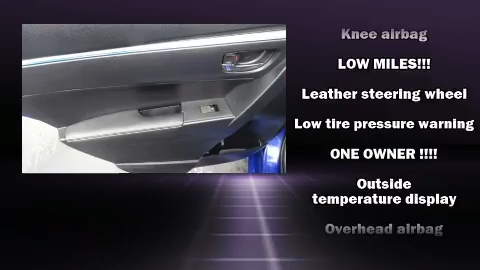 Knee airbag
LOW MILES!!!
Leather steering wheel
Low tire pressure warning
ONE OWNER !!!!
Outside
temperature display
Overhead airbag